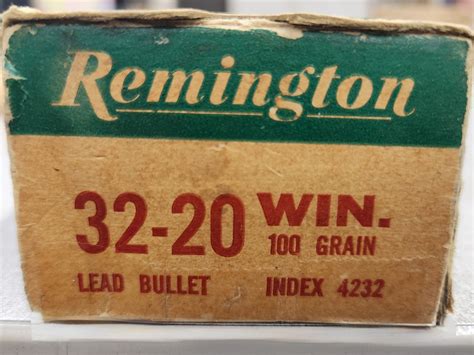 Remington
32-20 WIN.
100 GRAIN
LEAD BULLET INDEX 4232